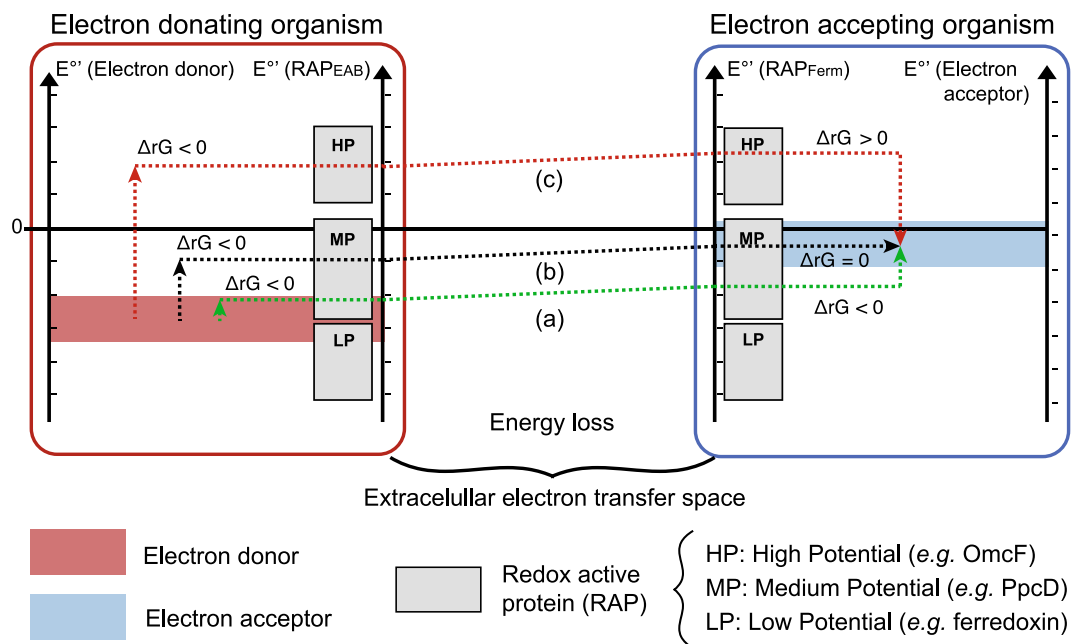 Electron donating organism
Electron accepting organism
E°’ (Electron donor)
E°’ (RAPEAB)
E°’ (RAPFerm)
E°’ (Electron acceptor)
ΔrG < 0
HP
HP
ΔrG > 0
(c)
0
ΔrG < 0
MP
MP
(b)
ΔrG = 0
ΔrG < 0
(a)
ΔrG < 0
LP
LP
Energy loss
Extracelullar electron transfer space
Electron donor
Electron acceptor
Redox active
protein (RAP)
HP: High Potential (e.g. OmcF)
MP: Medium Potential (e.g. PpcD)
LP: Low Potential (e.g. ferredoxin)